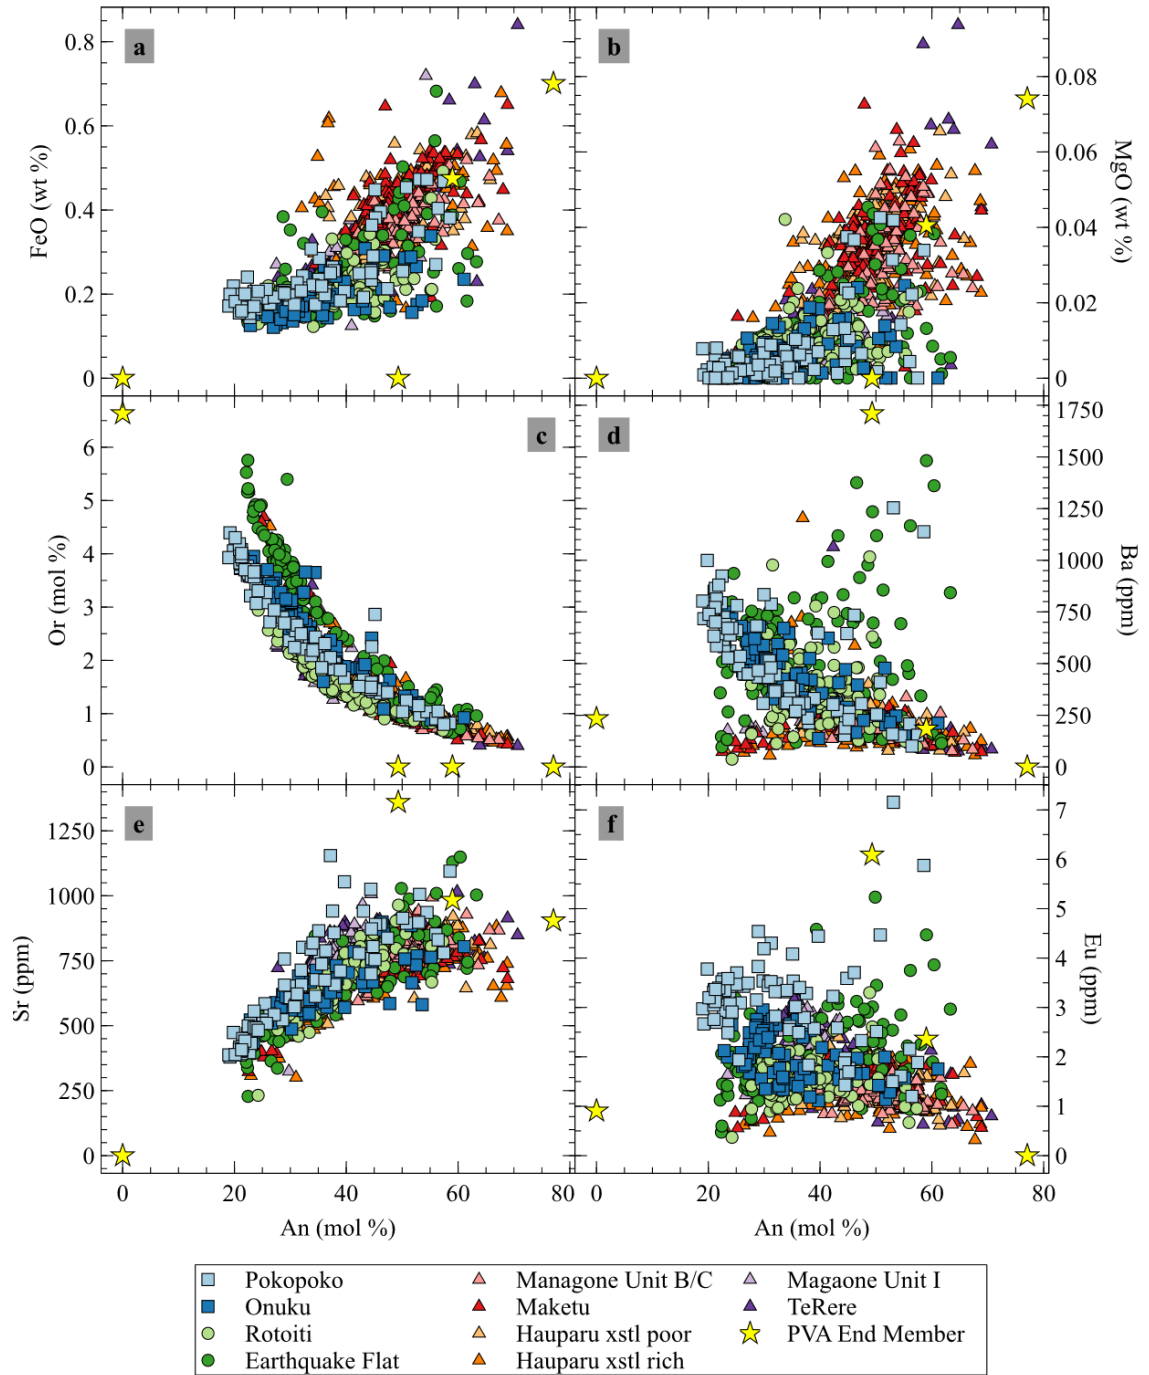 a
b
FeO (wt %)
0.8
0.6
0.4
0.2
0
MgO (wt %)
0.08
0.06
0.04
0.02
0
c
d
Or (mol %)
6
5
4
3
2
1
0
Ba (ppm)
1750
1500
1250
1000
750
500
250
0
e
f
Sr (ppm)
1250
1000
750
500
250
0
Eu (ppm)
7
6
5
4
3
2
1
0
0 20 40 60 80
0 20 40 60 80
An (mol %)
An (mol %)
Pokopoko
Onuku
Rotoiti
Earthquake Flat
Managone Unit B/C
Maketu
Hauparu xstl poor
Hauparu xstl rich
Magaone Unit I
TeRere
PVA End Member